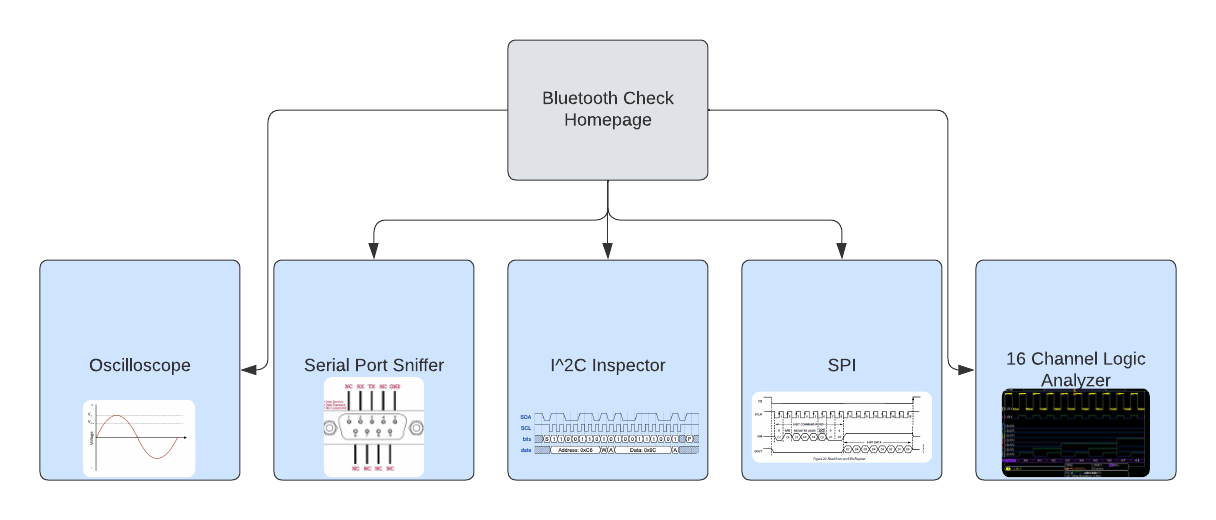 Bluetooth Check
Homepage
Oscilloscope
Serial Port Sniffer
I^2C Inspector
SPI
16 Channel Logic
Analyzer
Voltage
NC RX TX NC GND
NC NC NC NC
SDA
SCL
bits
data
Address: 0xC6
Data: 0x9C